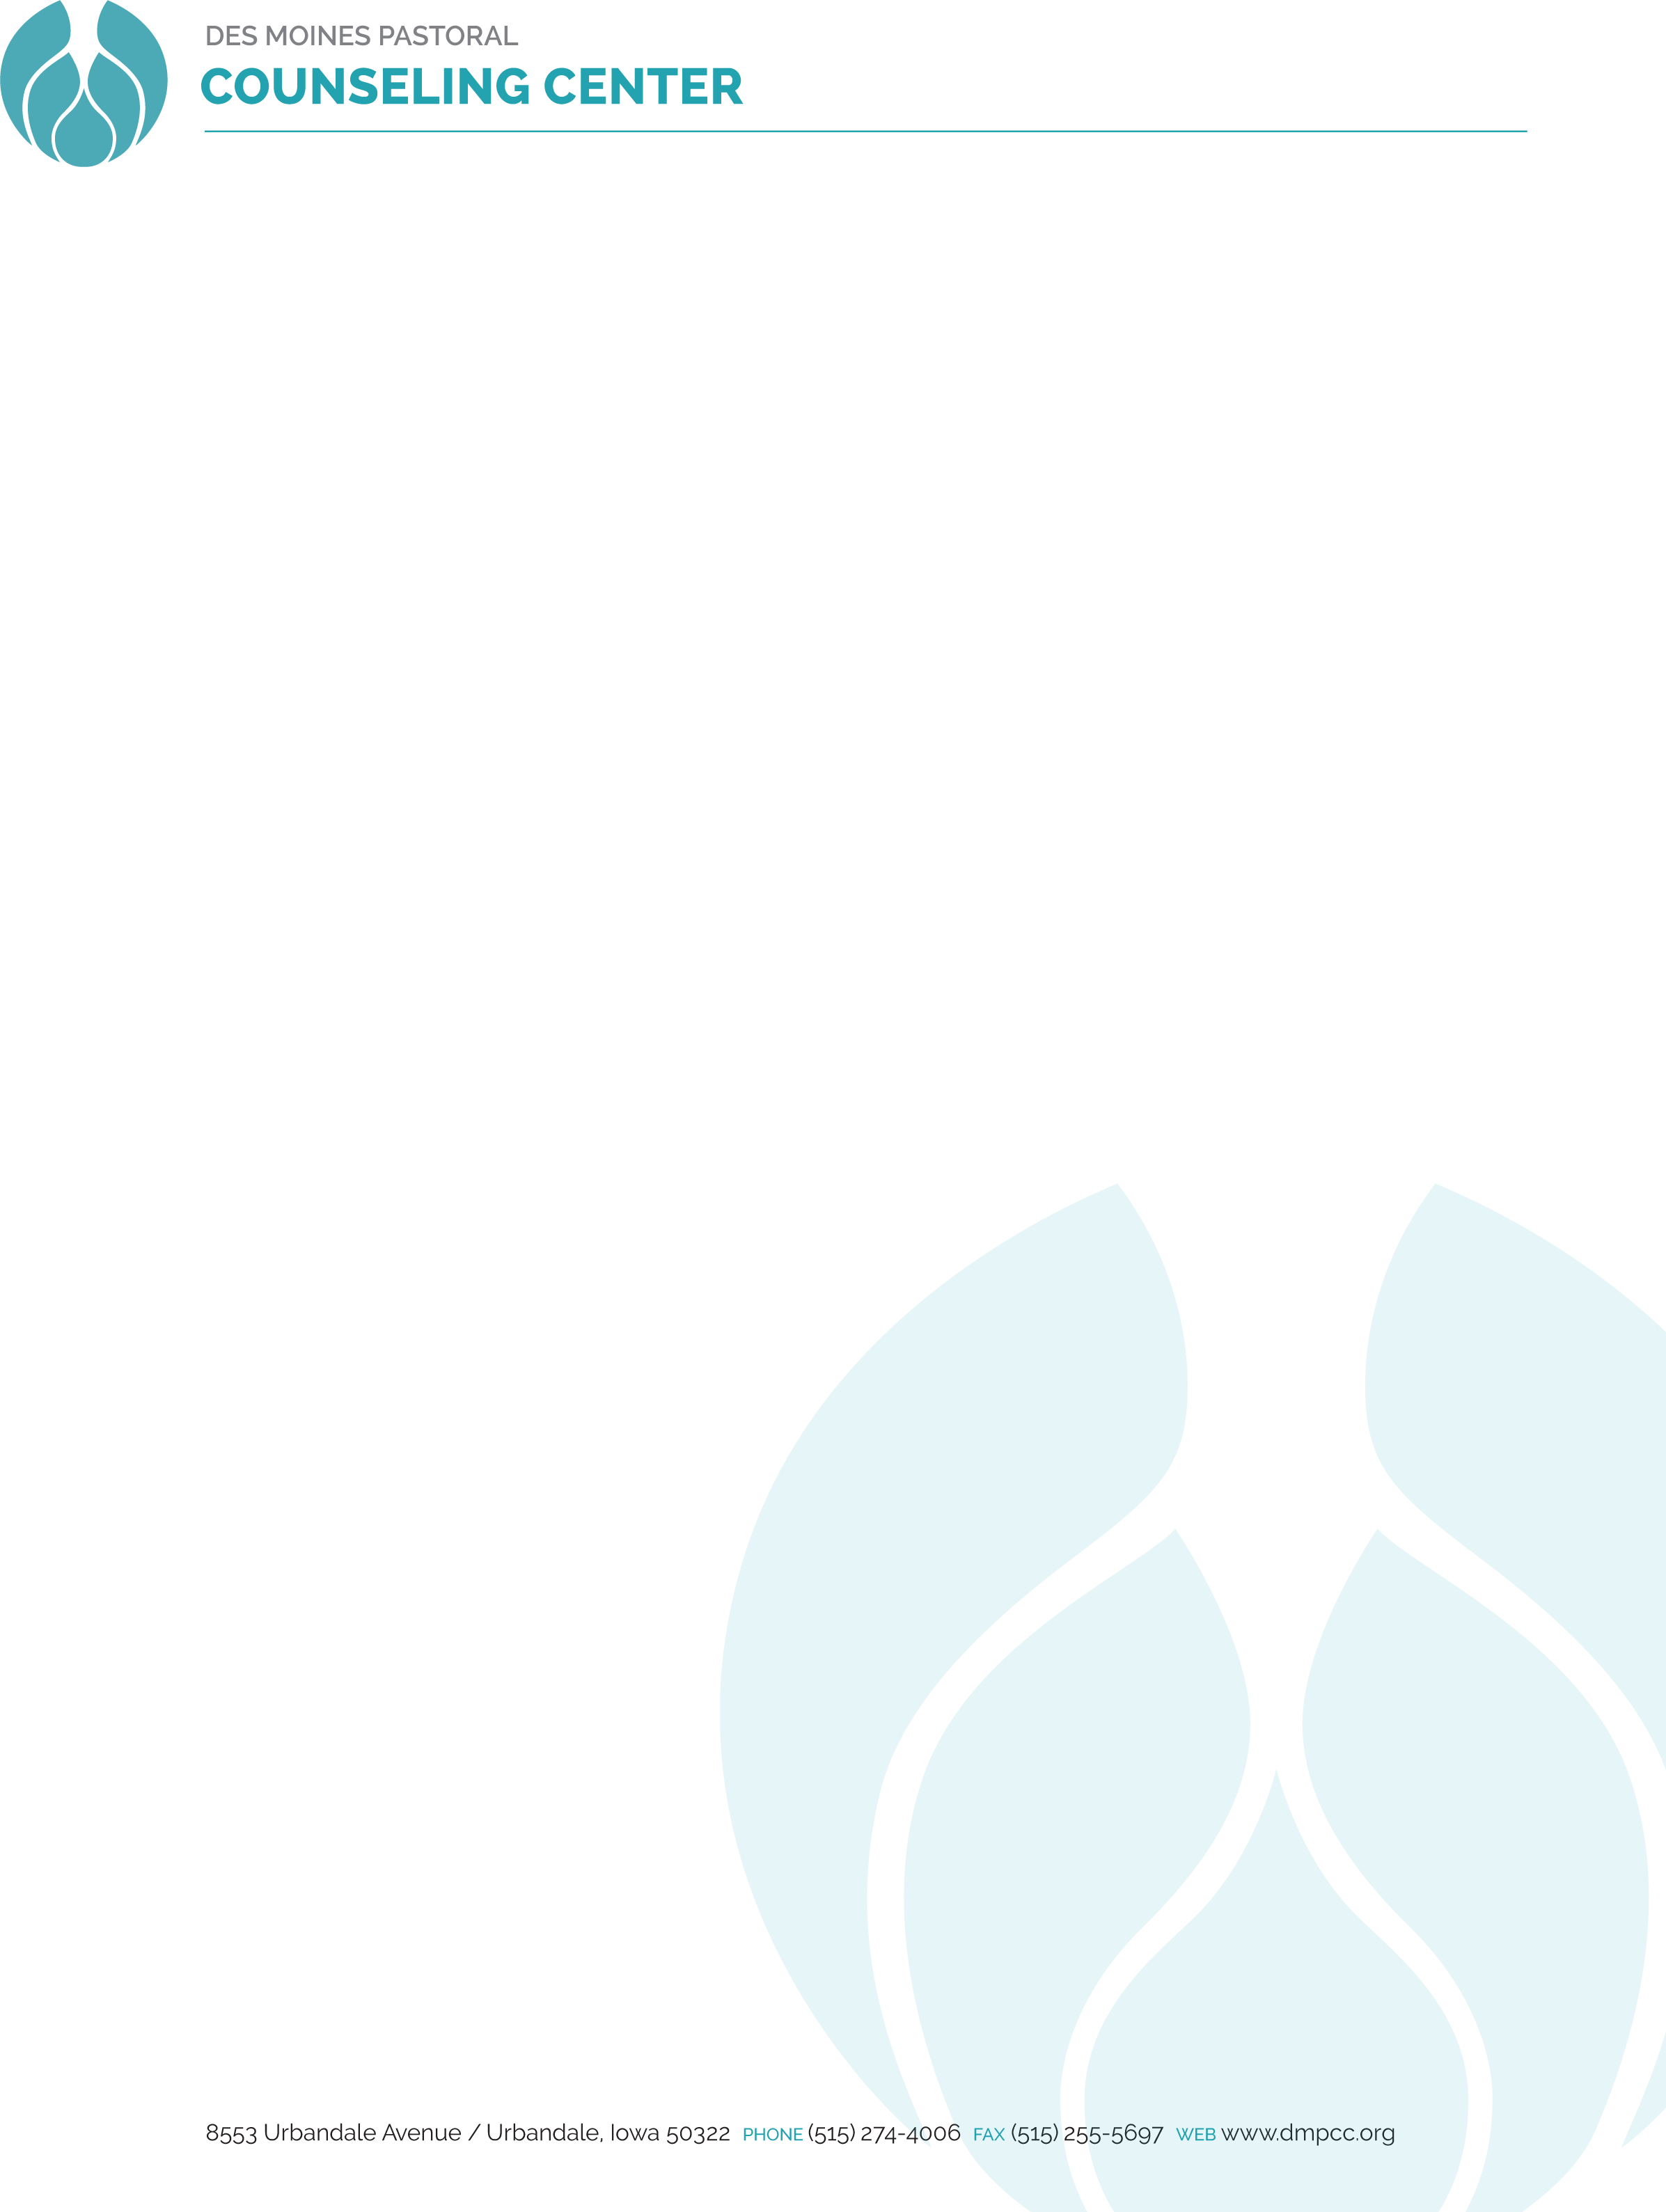 DES MOINES PASTORAL
COUNSELING CENTER
8553 Urbandale Avenue / Urbandale, Iowa 50322 PHONE (515) 274-4006 FAX (515) 255-5697 WEB www.dmpcc.org